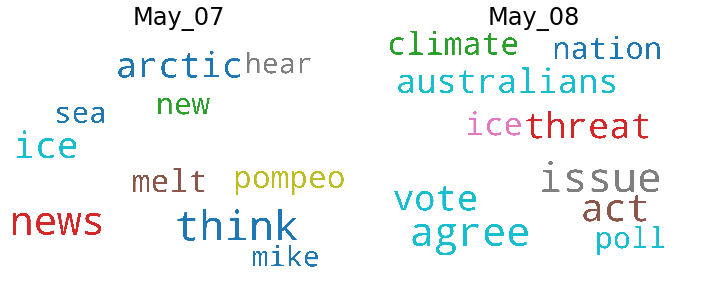 May_07
arctic hear
new
sea
ice
melt pompeo
news think
mike
May_08
climate nation
australians
ice threat
issue
vote act
agree poll